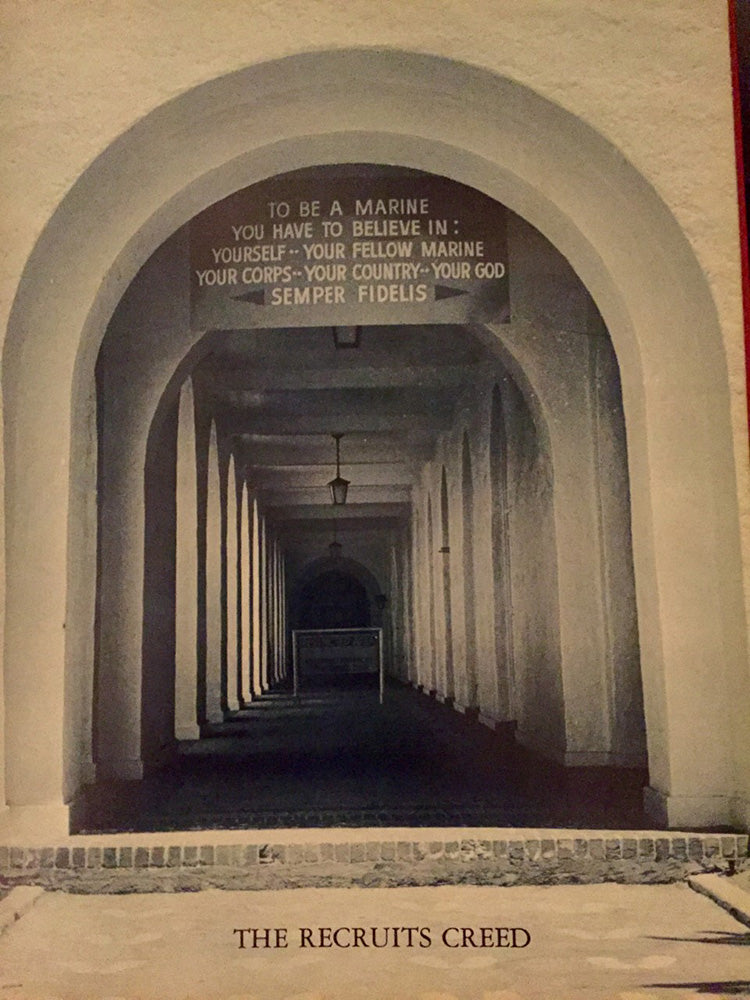 TO BE A MARINE
YOU HAVE TO BELIEVE IN:
YOURSELF--YOUR FELLOW MARINE
YOUR CORPS--YOUR COUNTRY--YOUR GOD
SEMPER FIDELIS
THE RECRUITS CREED